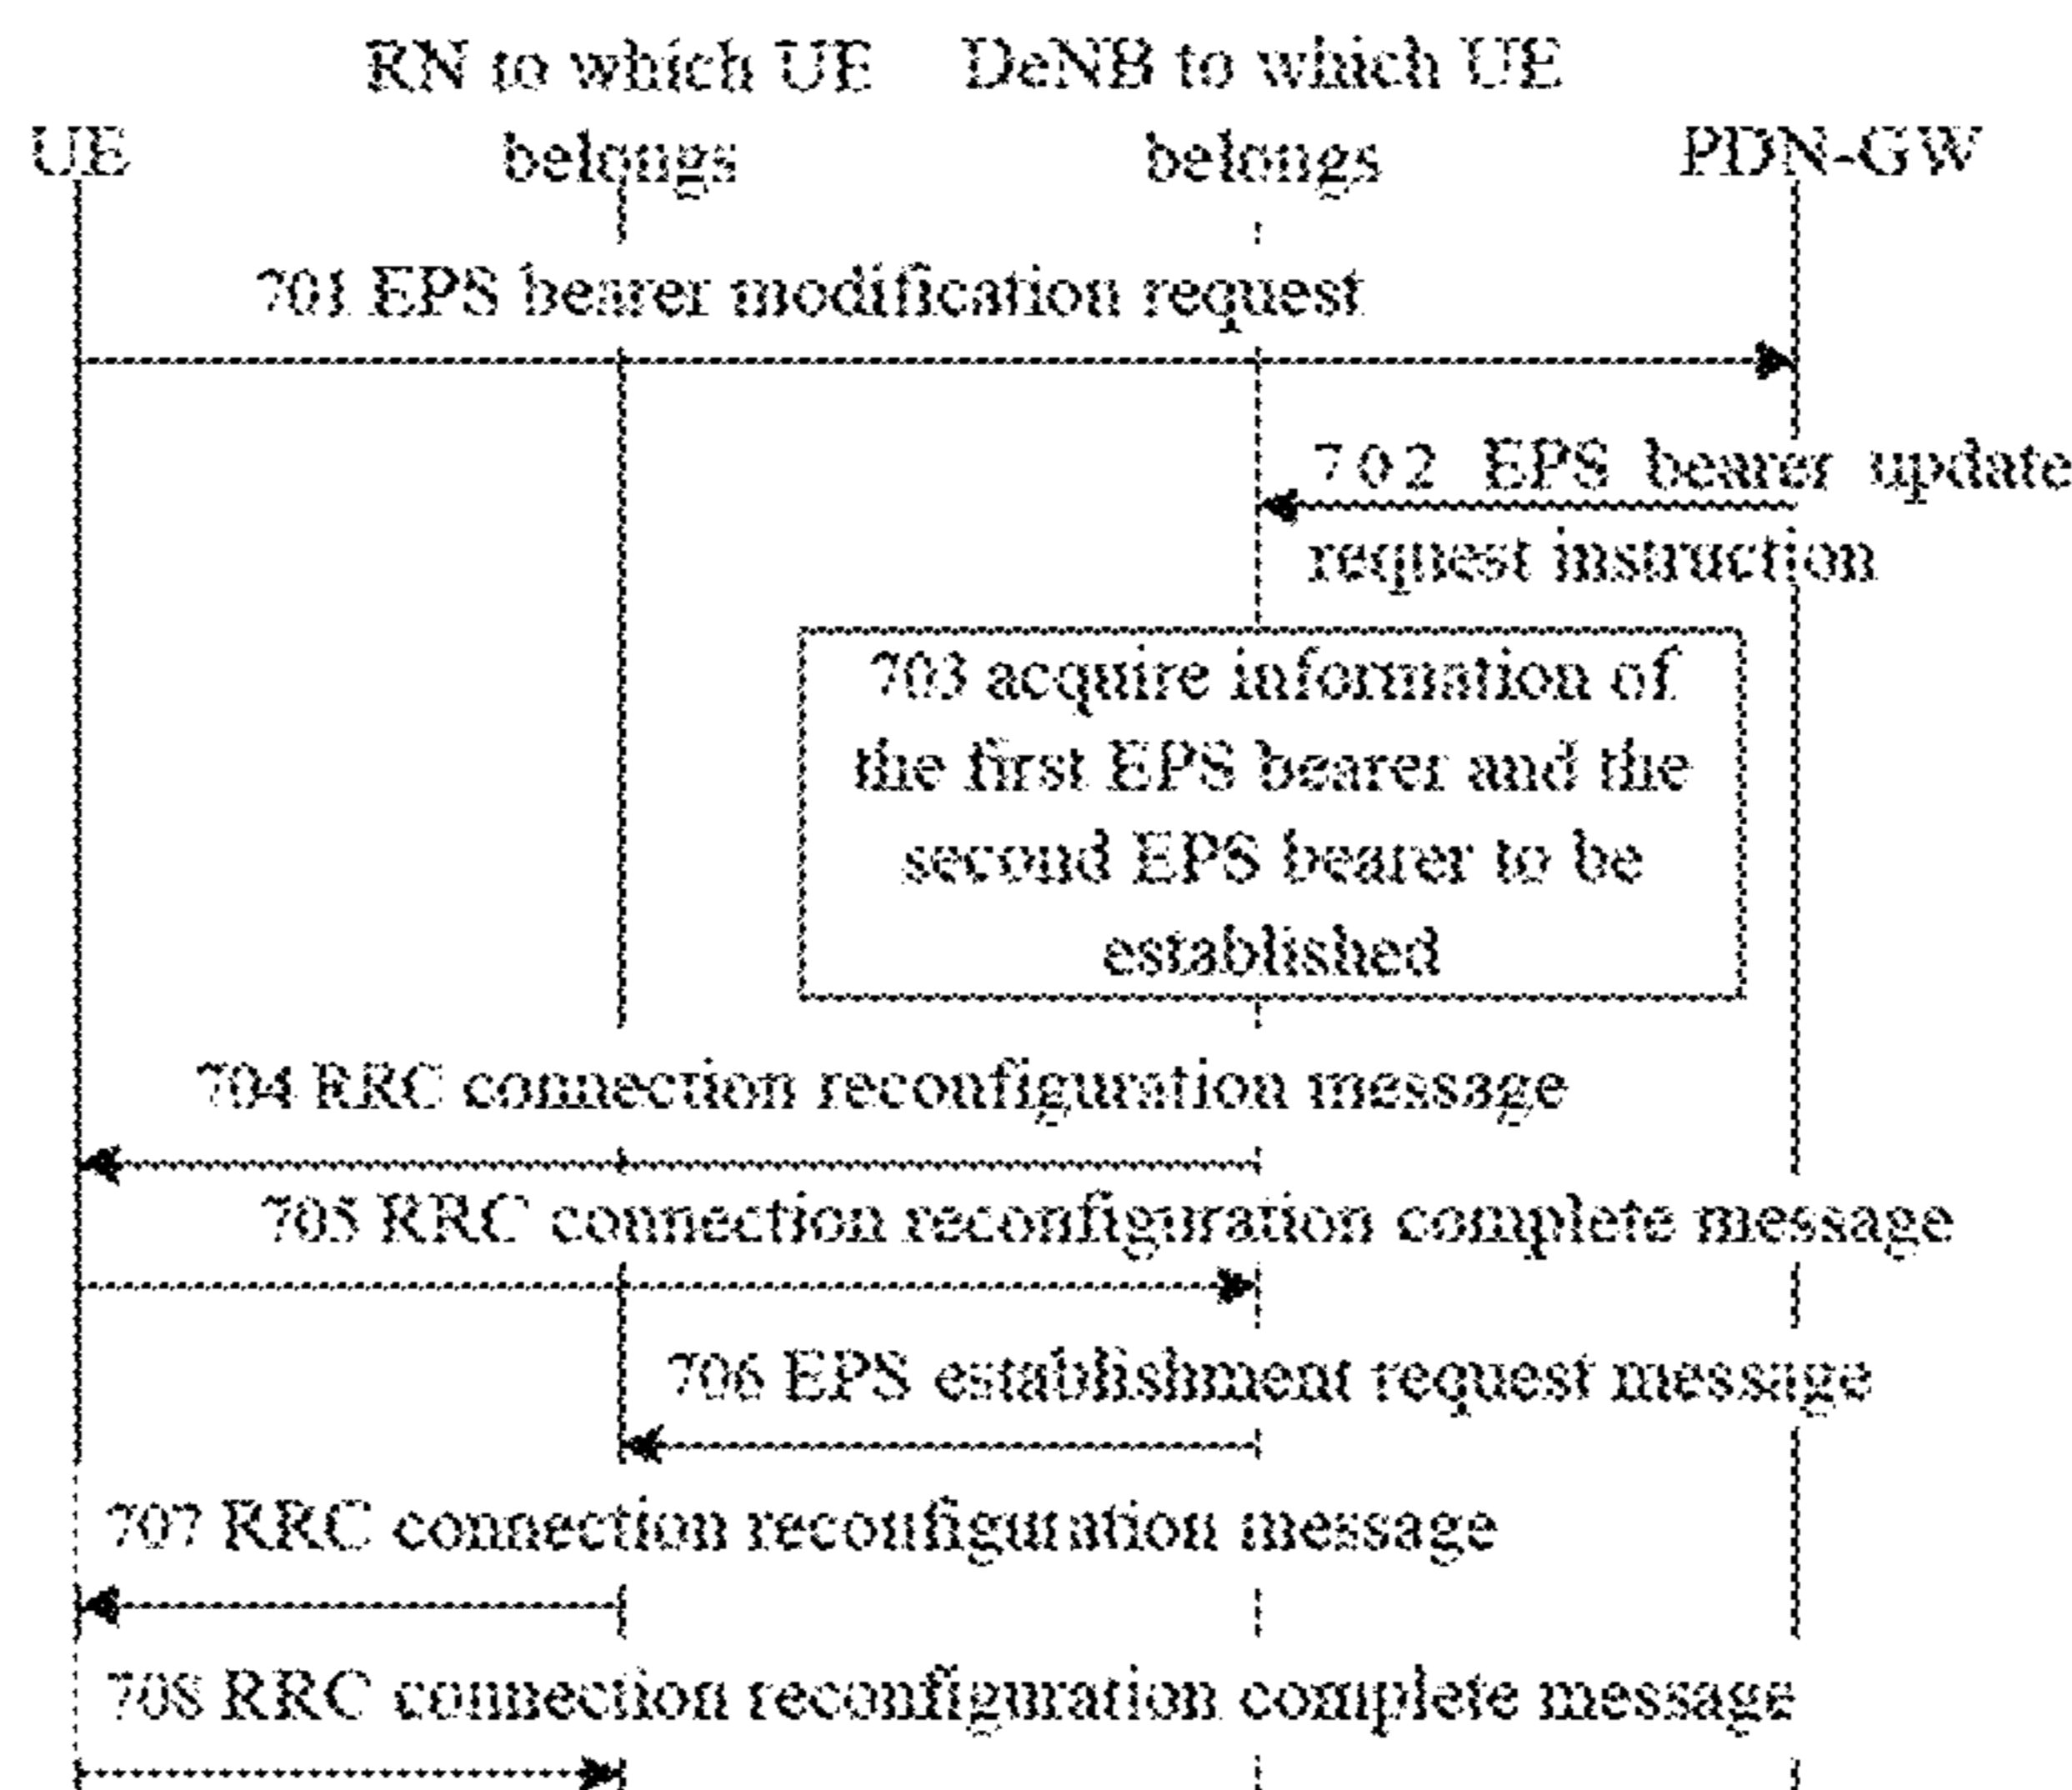 RN to which UE DeNB to which UE
UE belongs belongs PDN-GW
701 EPS bearer modification request
702 EPS bearer update
request instruction
703 acquire information of
the first EPS bearer and the
second EPS bearer to be
established
704 RRC connection reconfiguration message
705 RRC connection reconfiguration complete message
706 EPS establishment request message
707 RRC connection reconfiguration message
708 RRC connection reconfiguration complete message